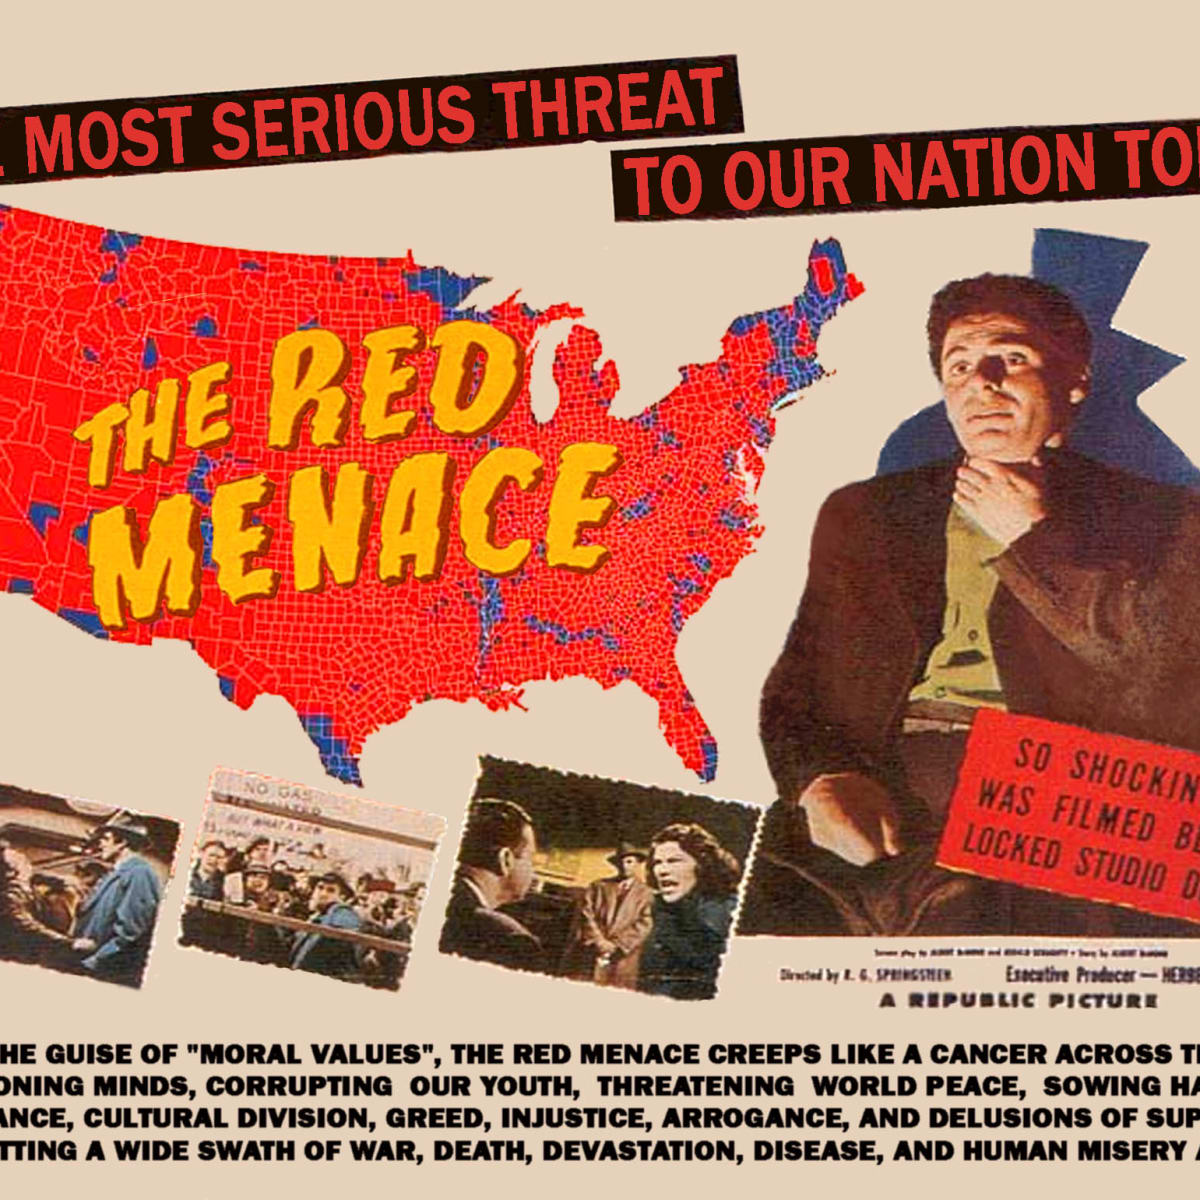 MOST SERIOUS THREAT
TO OUR NATION
THE RED
MENACE
NO GAS
SO SHOCKIN
WAS FILMED BE
LOCKED STUDIO
Directed by R. G. SPRINGSTEEN Executive Producer — HERBE
A REPUBLIC PICTURE
HE GUISE OF "MORAL VALUES", THE RED MENACE CREEPS LIKE A CANCER ACROSS
ONING MINDS, CORRUPTING OUR YOUTH, THREATENING WORLD PEACE, SOWING HA
ANCE, CULTURAL DIVISION, GREED, INJUSTICE, ARROGANCE, AND DELUSIONS OF SUP
TTING A WIDE SWATH OF WAR, DEATH, DEVASTATION, DISEASE, AND HUMAN MISERY